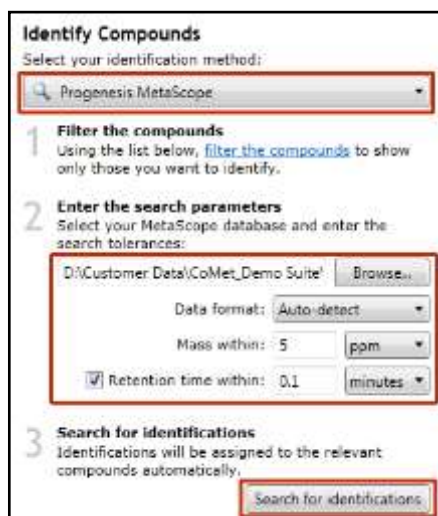 Identify Compounds
Select your identification method:
Progenesis MetaScope
1 Filter the compounds
Using the list below, filter the compounds to show
only those you want to identify.
2 Enter the search parameters
Select your MetaScope database and enter the
search tolerances:
D:\Customer Data\CoMet_Demo Suite' Browse...
Data format: Auto-detect
Mass within: 5 ppm
Retention time within: 0.1 minutes
3 Search for identifications
Identifications will be assigned to the relevant
compounds automatically.
Search for identifications